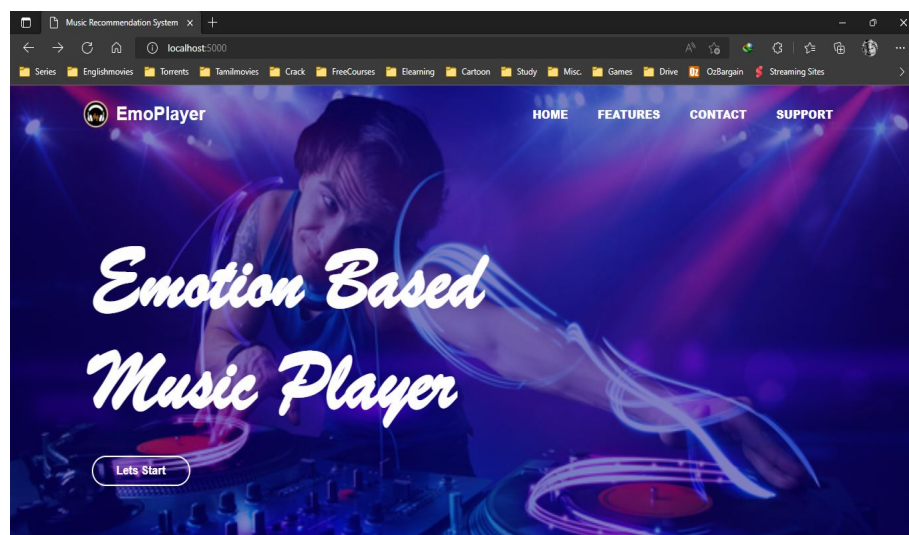 Music Recommendation System
localhost:5000
Series Englishmovies Torrents Tamilmovies Crack FreeCourses Elearning Cartoon Study Misc. Games Drive OZ OzBargain Streaming Sites
EmoPlayer HOME FEATURES CONTACT SUPPORT
Emotion Based
Music Player
Lets Start